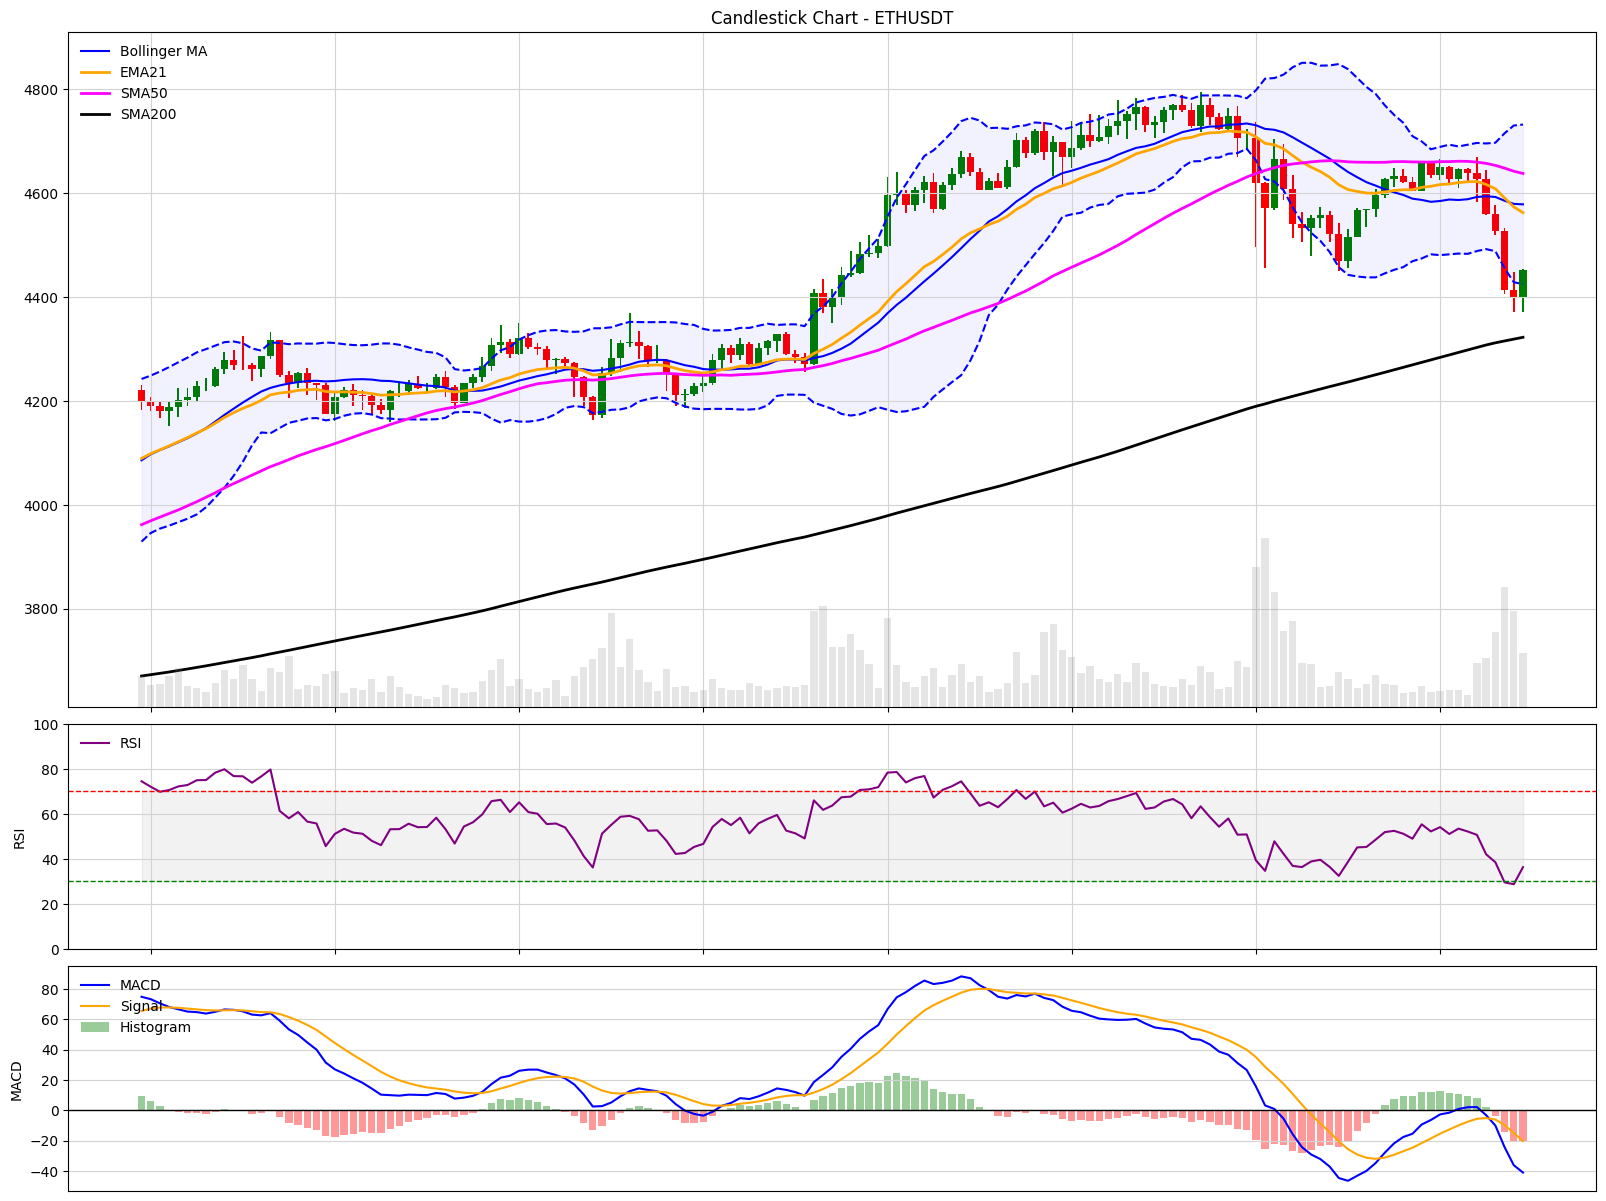 Candlestick Chart - ETHUSDT
Bollinger MA
EMA21
SMA50
SMA200
4800
4600
4400
4200
4000
3800
RSI
100
80
60
40
20
0
RSI
MACD
Signal
Histogram
80
60
40
20
0
−20
−40
MACD